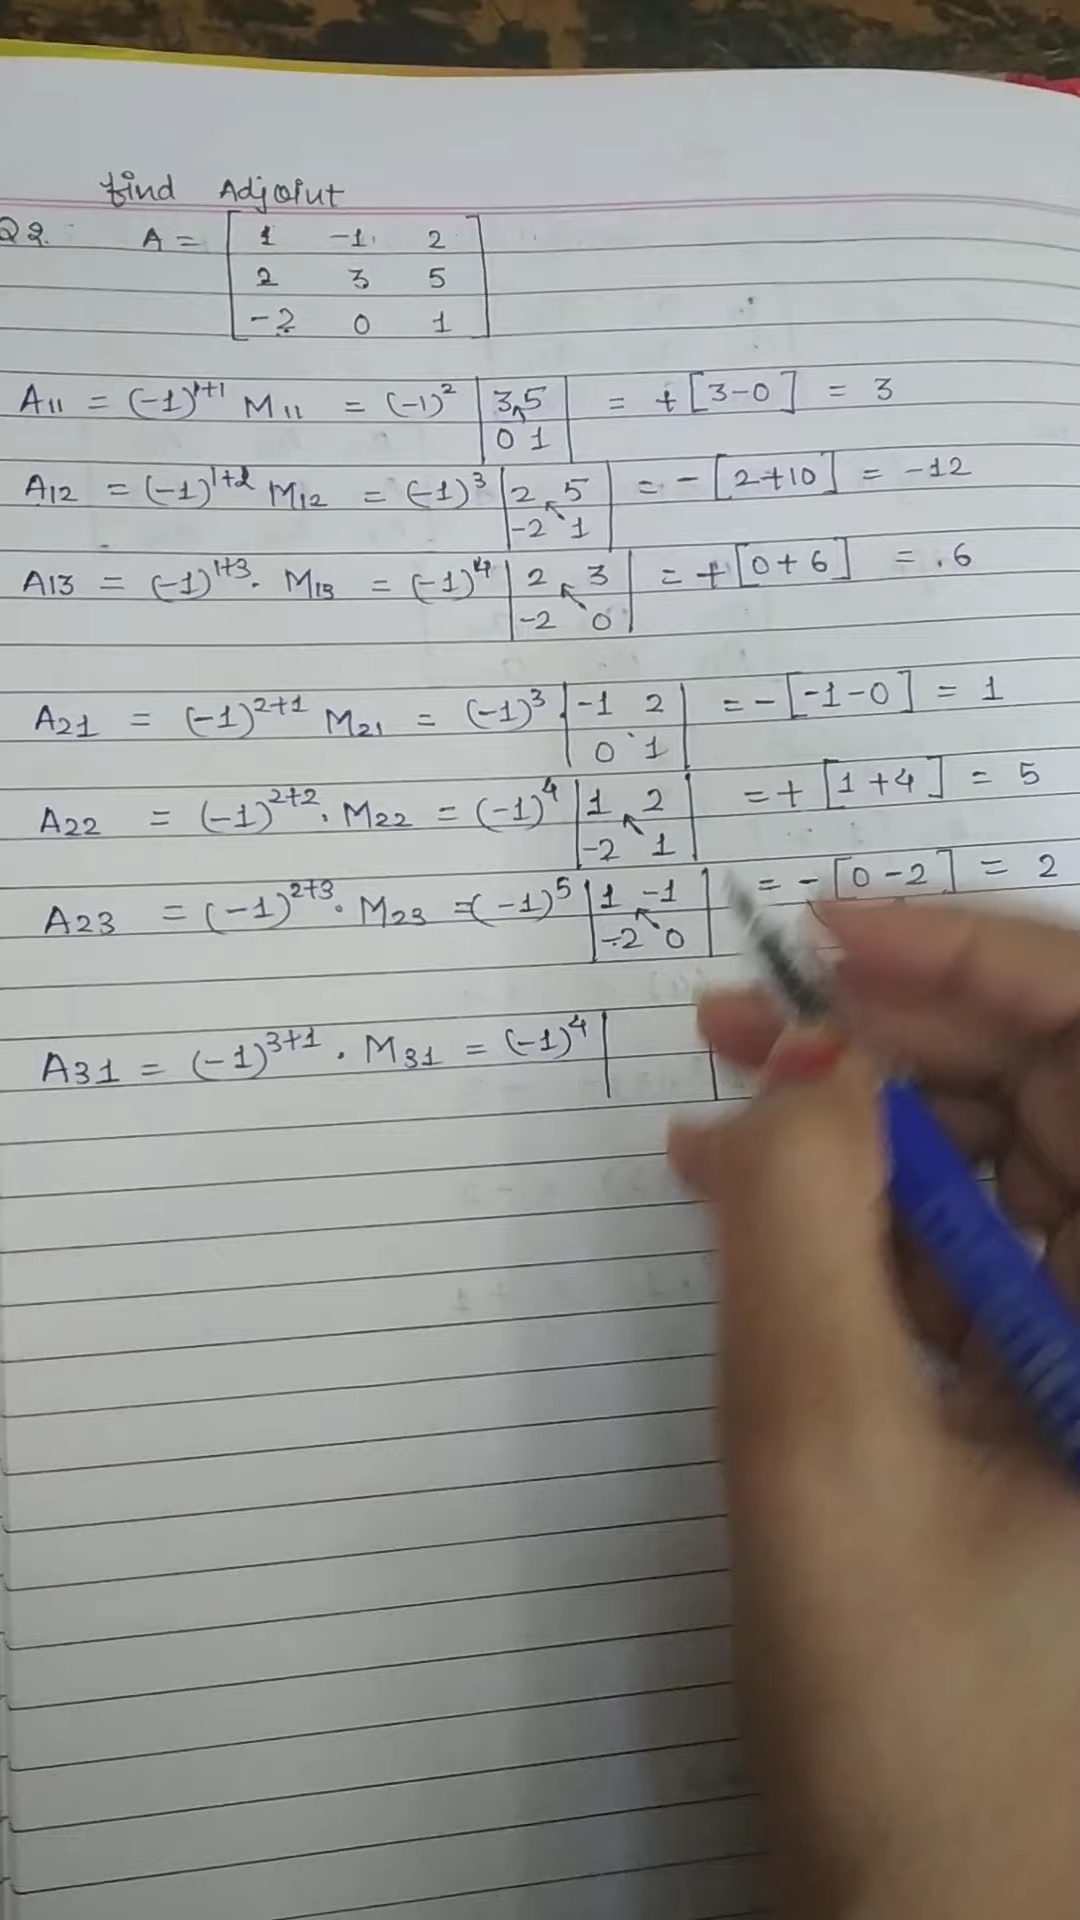 find Adjoint
Q2. A = [ 1 -1 2
2 3 5
-2 0 1 ]
A11 = (-1)^1+1 M11 = (-1)^2 | 3 5 | = +[3-0] = 3
0 1
A12 = (-1)^1+2 M12 = (-1)^3 | 2 5 | = -[2+10] = -12
-2 1
A13 = (-1)^1+3 . M13 = (-1)^4 | 2 3 | = +[0+6] = .6
-2 0
A21 = (-1)^2+1 M21 = (-1)^3 . | -1 2 | = -[-1-0] = 1
0 1
A22 = (-1)^2+2 . M22 = (-1)^4 | 1 2 | = +[1+4] = 5
-2 1
A23 = (-1)^2+3 . M23 = (-1)^5 | 1 -1 | = -[0-2] = 2
-2 0
A31 = (-1)^3+1 . M31 = (-1)^4 | |